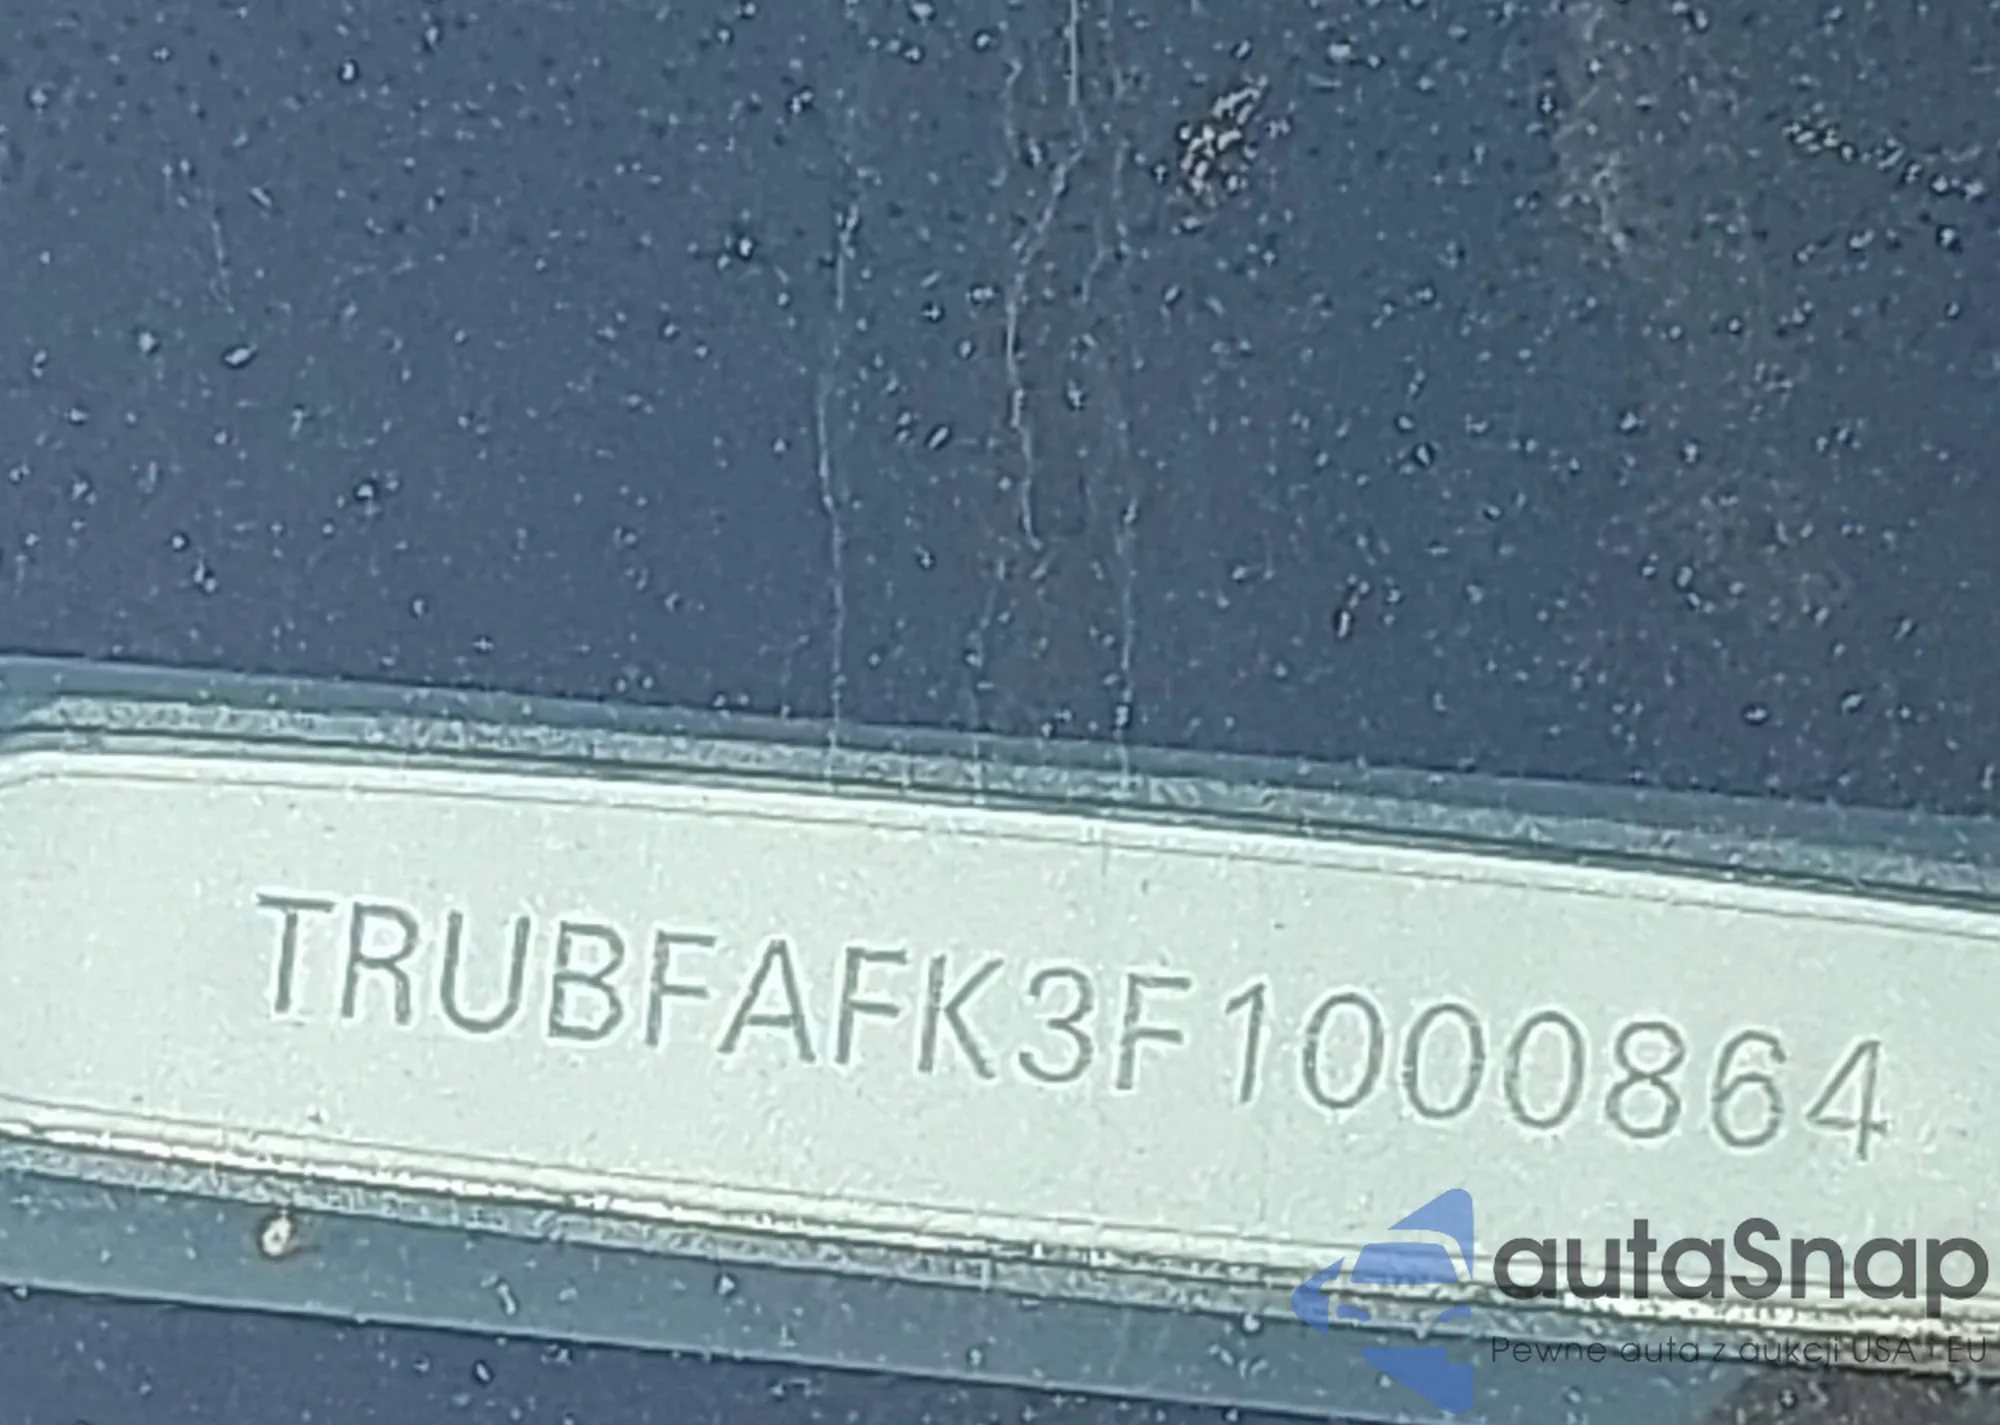 TRUBFAFK3F1000864
autaSnap
Pewne auta z aukcji USA i EU